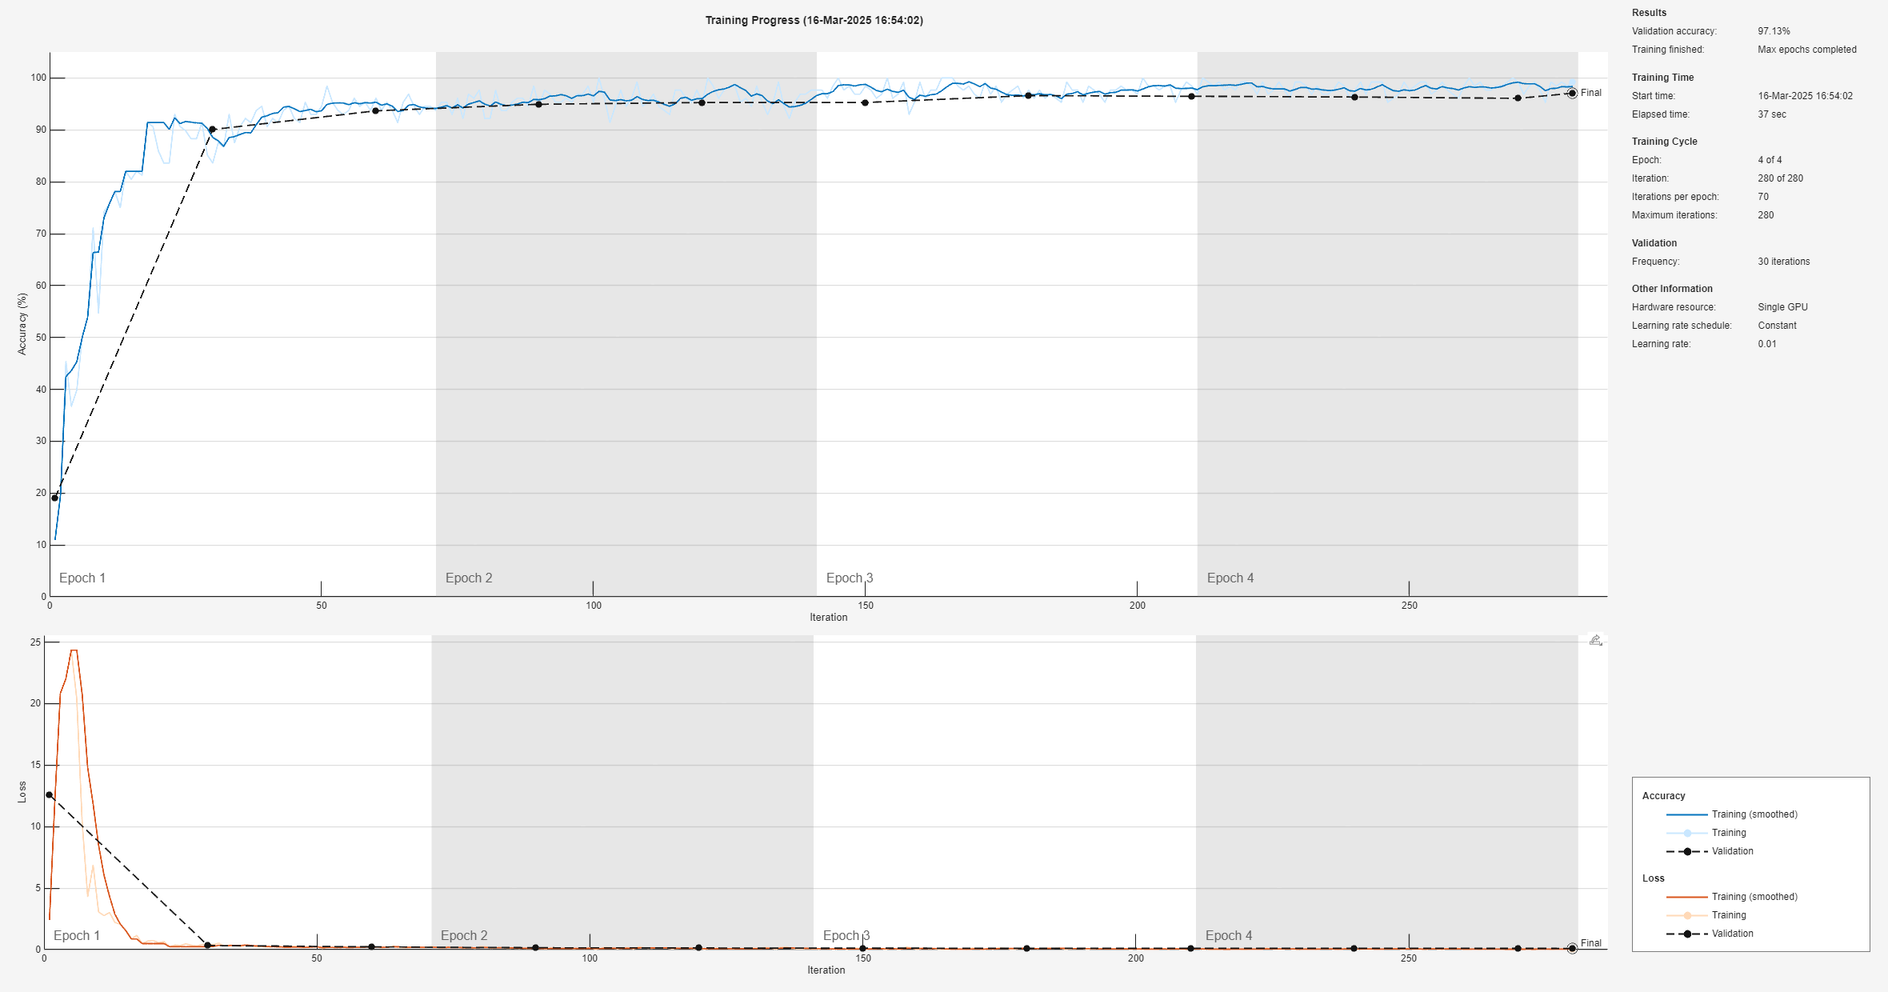 Training Progress (16-Mar-2025 16:54:02)
100
90
80
70
60
50
40
30
20
10
0
Accuracy (%)
Epoch 1
Epoch 2
Epoch 3
Epoch 4
Final
0
50
100
150
200
250
Iteration
25
20
15
10
5
0
Loss
Epoch 1
Epoch 2
Epoch 3
Epoch 4
Final
0
50
100
150
200
250
Iteration
Results
Validation accuracy: 97.13%
Training finished: Max epochs completed
Training Time
Start time: 16-Mar-2025 16:54:02
Elapsed time: 37 sec
Training Cycle
Epoch: 4 of 4
Iteration: 280 of 280
Iterations per epoch: 70
Maximum iterations: 280
Validation
Frequency: 30 iterations
Other Information
Hardware resource: Single GPU
Learning rate schedule: Constant
Learning rate: 0.01
Accuracy
Training (smoothed)
Training
Validation
Loss
Training (smoothed)
Training
Validation